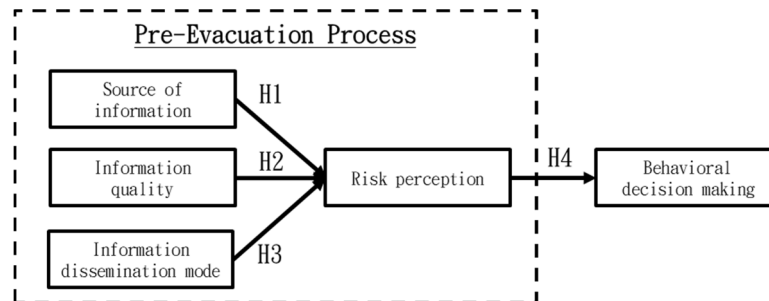 Pre-Evacuation Process
Source of
information
H1
Information
quality
H2
Risk perception
H4
Behavioral
decision making
Information
dissemination mode
H3